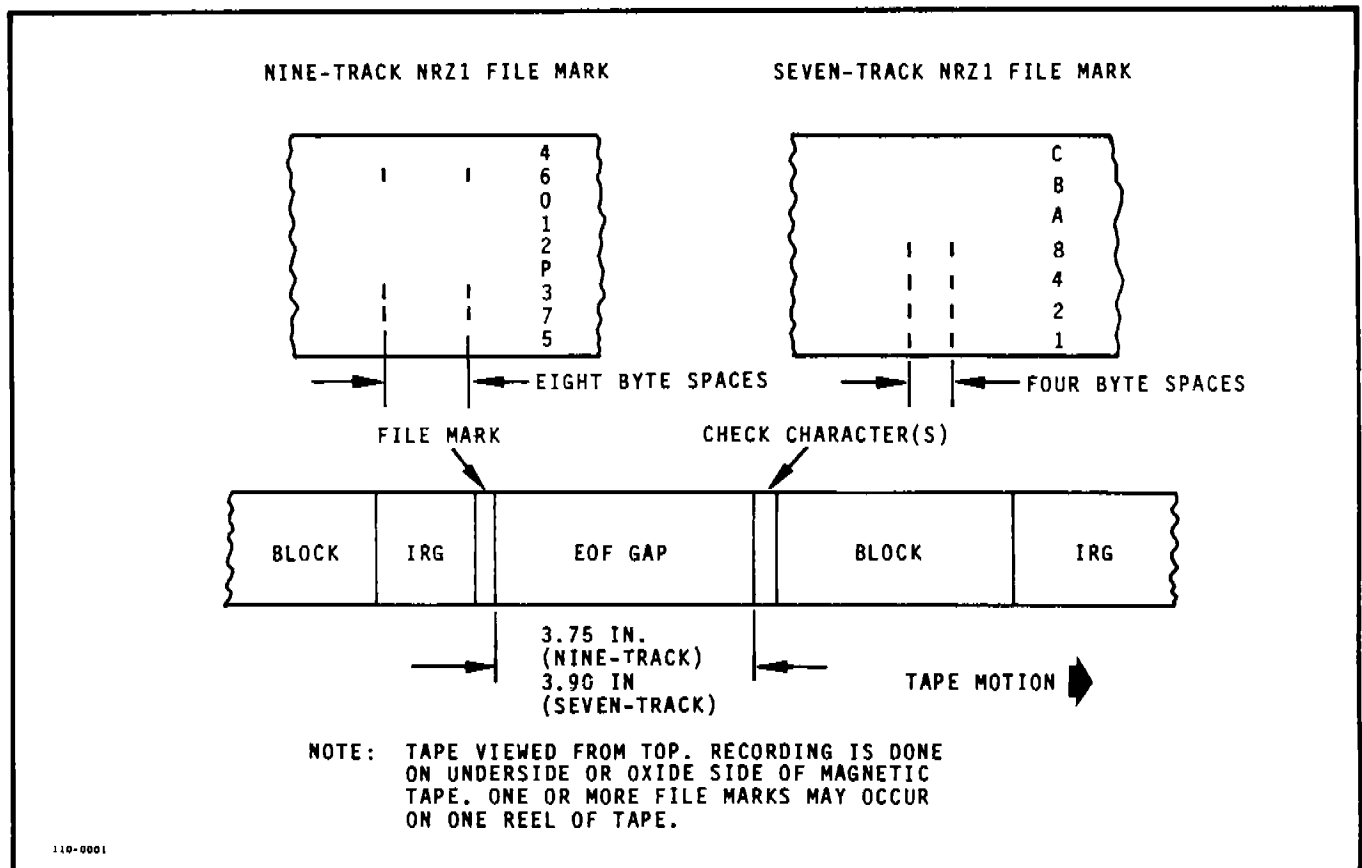 NINE-TRACK NRZ1 FILE MARK
SEVEN-TRACK NRZ1 FILE MARK
4
6
0
1
2
P
3
7
5
C
B
A
8
4
2
1
EIGHT BYTE SPACES
FOUR BYTE SPACES
FILE MARK
CHECK CHARACTER(S)
BLOCK
IRG
EOF GAP
BLOCK
IRG
3.75 IN.
(NINE-TRACK)
3.90 IN
(SEVEN-TRACK)
TAPE MOTION
NOTE: TAPE VIEWED FROM TOP. RECORDING IS DONE
ON UNDERSIDE OR OXIDE SIDE OF MAGNETIC
TAPE. ONE OR MORE FILE MARKS MAY OCCUR
ON ONE REEL OF TAPE.
110-0001